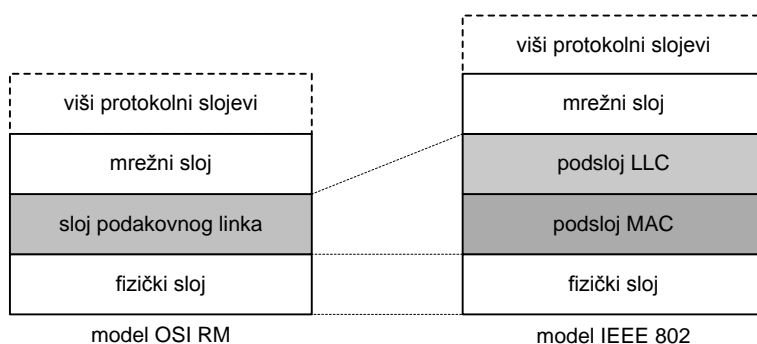 viši protokolni slojevi
mrežni sloj
sloj podakovnog linka
fizički sloj
model OSI RM
viši protokolni slojevi
mrežni sloj
podsloj LLC
podsloj MAC
fizički sloj
model IEEE 802